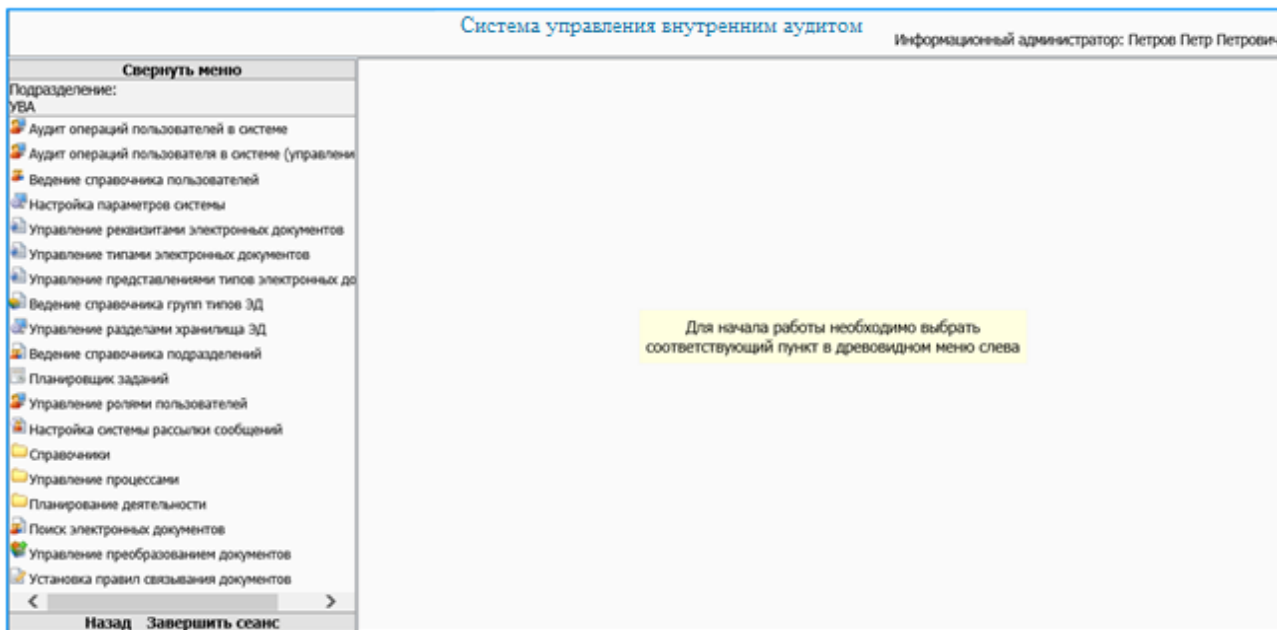 Система управления внутренним аудитом
Информационный администратор: Петров Петр Петрович
Свернуть меню
Подразделение:
УВА
Аудит операций пользователей в системе
Аудит операций пользователя в системе (управлени
Ведение справочника пользователей
Настройка параметров системы
Управление реквизитами электронных документов
Управление типами электронных документов
Управление представлениями типов электронных до
Ведение справочника групп типов ЭД
Управление разделами хранилища ЭД
Ведение справочника подразделений
Планировщик заданий
Управление ролями пользователей
Настройка системы рассылки сообщений
Справочники
Управление процессами
Планирование деятельности
Поиск электронных документов
Управление преобразованием документов
Установка правил связывания документов
Назад Завершить сеанс
Для начала работы необходимо выбрать
соответствующий пункт в древовидном меню слева